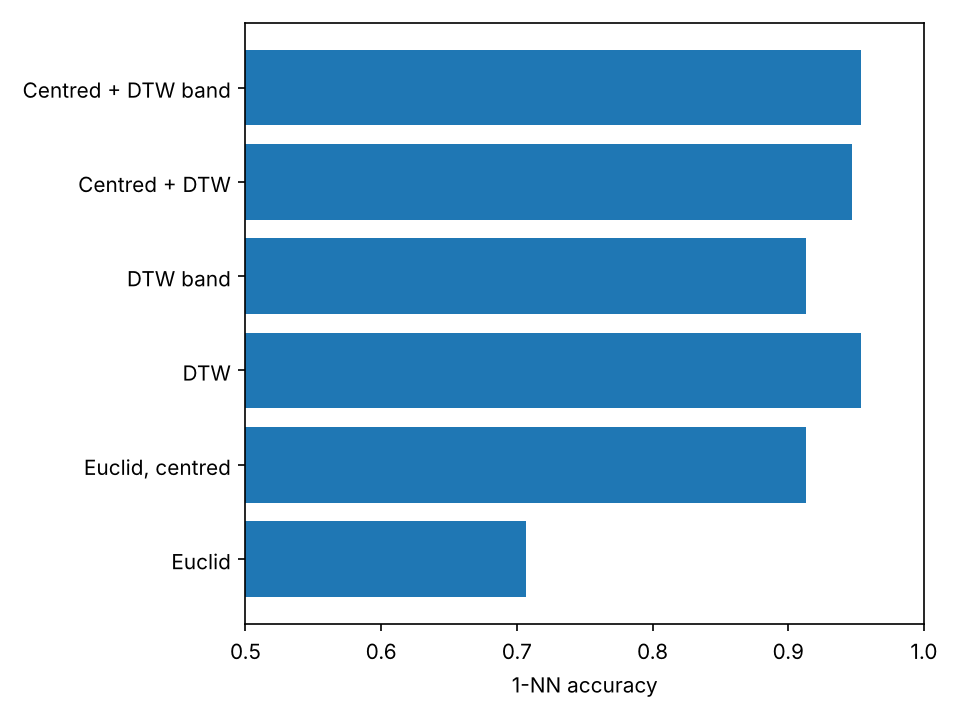 Centred + DTW band
Centred + DTW
DTW band
DTW
Euclid, centred
Euclid
0.5 0.6 0.7 0.8 0.9 1.0
1-NN accuracy